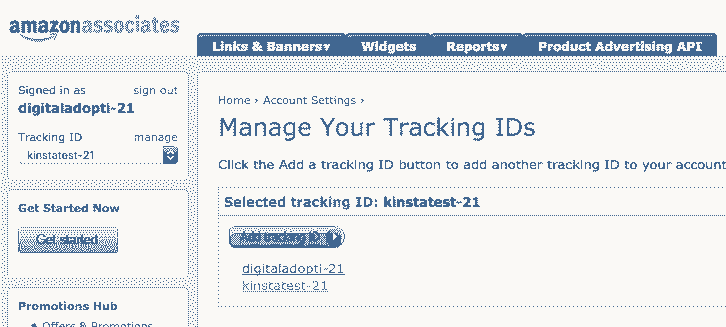 amazonassociates
Links & Banners▾ Widgets Reports▾ Product Advertising API
Signed in as sign out
digitaladopti-21
Tracking ID manage
kinstatest-21
Get Started Now
Get started
Promotions Hub
Offers & Promotions
Home › Account Settings ›
Manage Your Tracking IDs
Click the Add a tracking ID button to add another tracking ID to your account
Selected tracking ID: kinstatest-21
digitaladopti-21
kinstatest-21